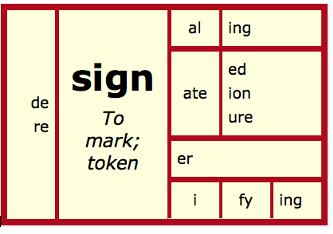 de
re
sign
To
mark;
token
al ing
ate
ed
ion
ure
er
i fy ing